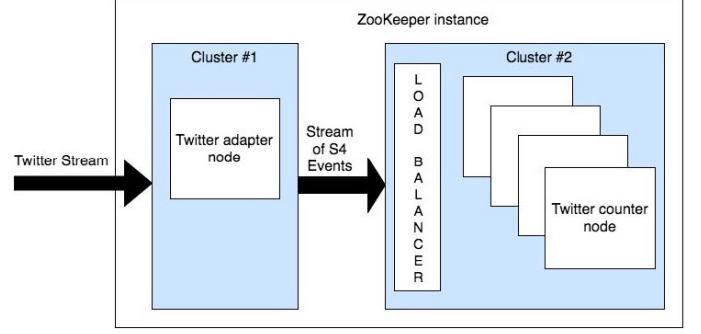 ZooKeeper instance
Cluster #1
Twitter adapter
node
Twitter Stream
Stream
of S4
Events
Cluster #2
L
O
A
D
B
A
L
A
N
C
E
R
Twitter counter
node